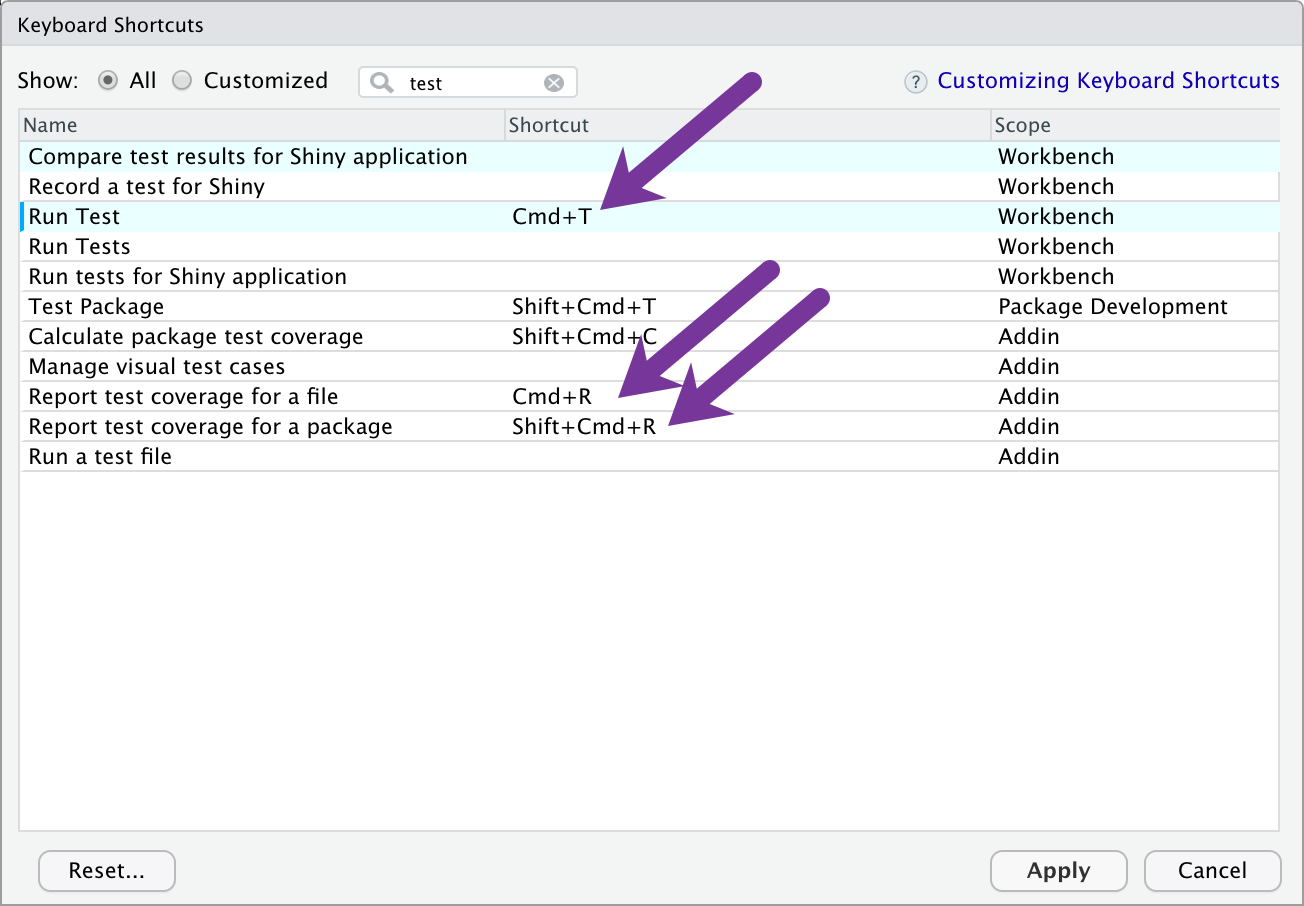 Keyboard Shortcuts
Show: All Customized test ? Customizing Keyboard Shortcuts
Name Shortcut Scope
Compare test results for Shiny application Workbench
Record a test for Shiny Workbench
Run Test Cmd+T Workbench
Run Tests Workbench
Run tests for Shiny application Workbench
Test Package Shift+Cmd+T Package Development
Calculate package test coverage Shift+Cmd+C Addin
Manage visual test cases Addin
Report test coverage for a file Cmd+R Addin
Report test coverage for a package Shift+Cmd+R Addin
Run a test file Addin
Reset... Apply Cancel